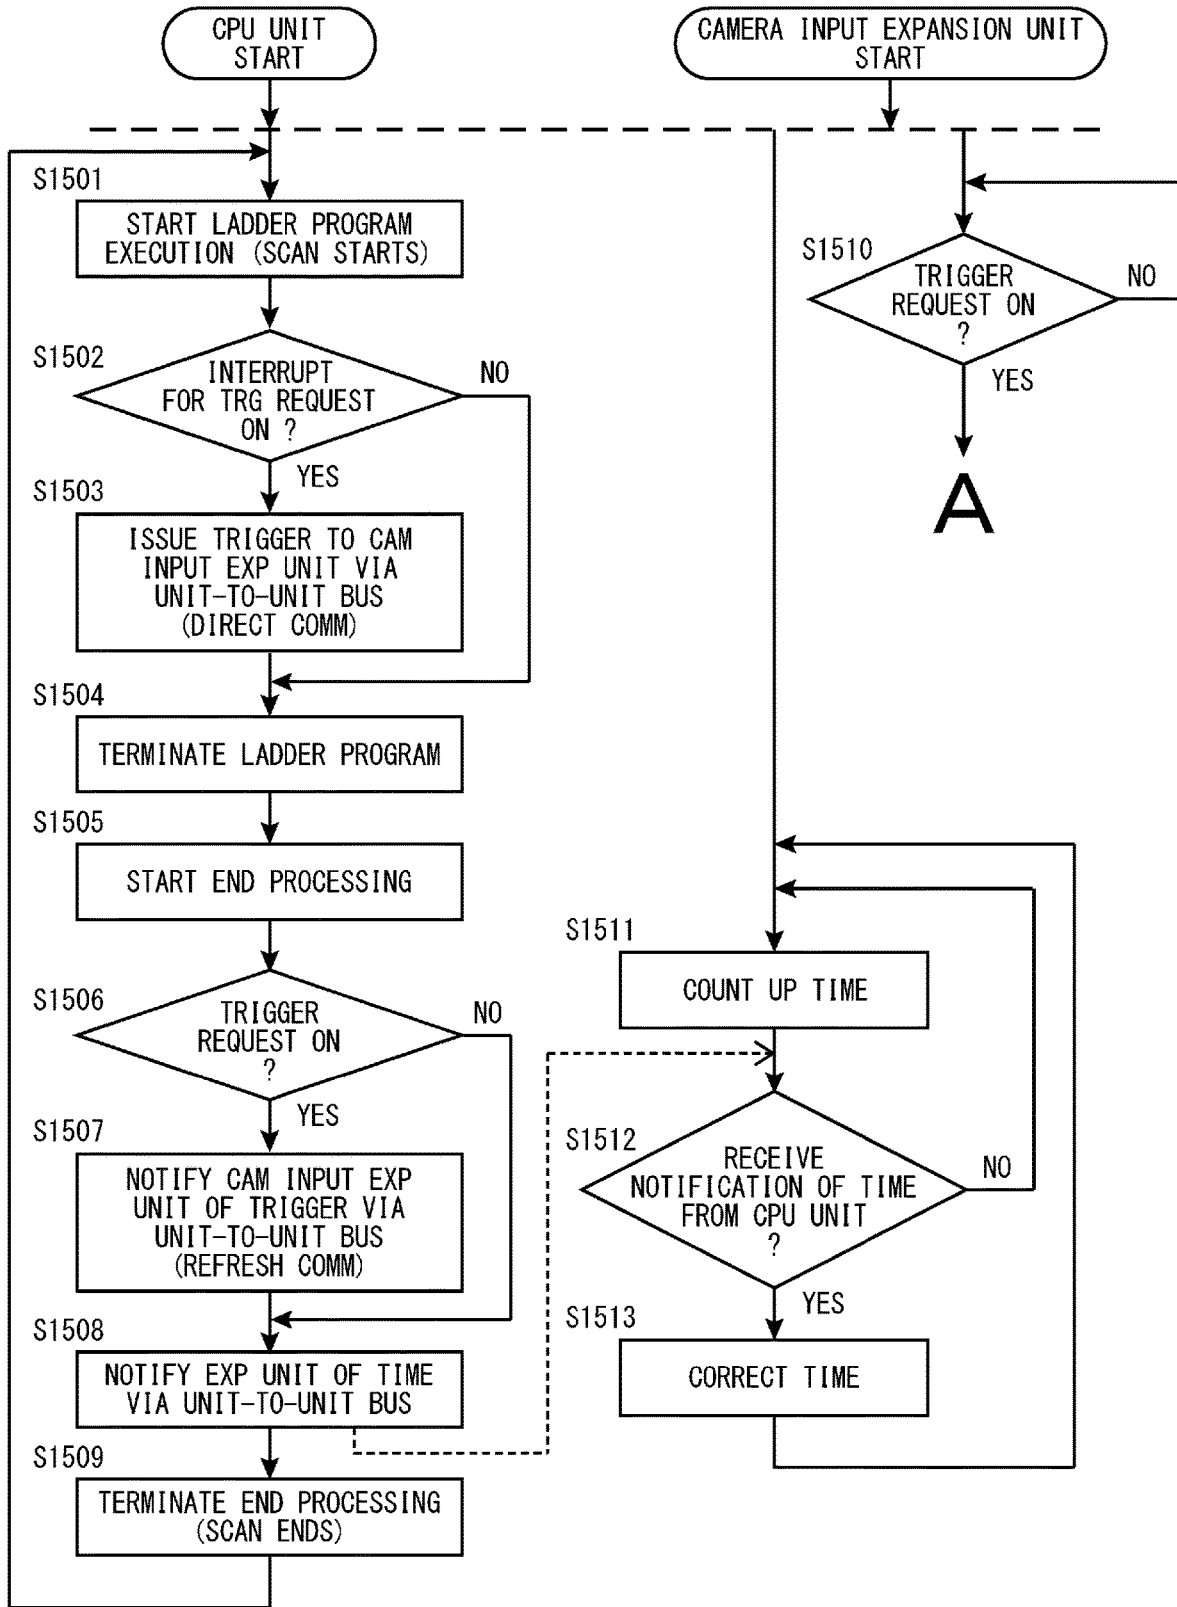 CPU UNIT
START
CAMERA INPUT EXPANSION UNIT
START
S1501
START LADDER PROGRAM
EXECUTION (SCAN STARTS)
S1502
INTERRUPT
FOR TRG REQUEST
ON ?
NO
YES
S1503
ISSUE TRIGGER TO CAM
INPUT EXP UNIT VIA
UNIT-TO-UNIT BUS
(DIRECT COMM)
S1504
TERMINATE LADDER PROGRAM
S1505
START END PROCESSING
S1506
TRIGGER
REQUEST ON
?
NO
YES
S1507
NOTIFY CAM INPUT EXP
UNIT OF TRIGGER VIA
UNIT-TO-UNIT BUS
(REFRESH COMM)
S1508
NOTIFY EXP UNIT OF TIME
VIA UNIT-TO-UNIT BUS
S1509
TERMINATE END PROCESSING
(SCAN ENDS)
S1510
TRIGGER
REQUEST ON
?
NO
YES
A
S1511
COUNT UP TIME
S1512
RECEIVE
NOTIFICATION OF TIME
FROM CPU UNIT
?
NO
YES
S1513
CORRECT TIME